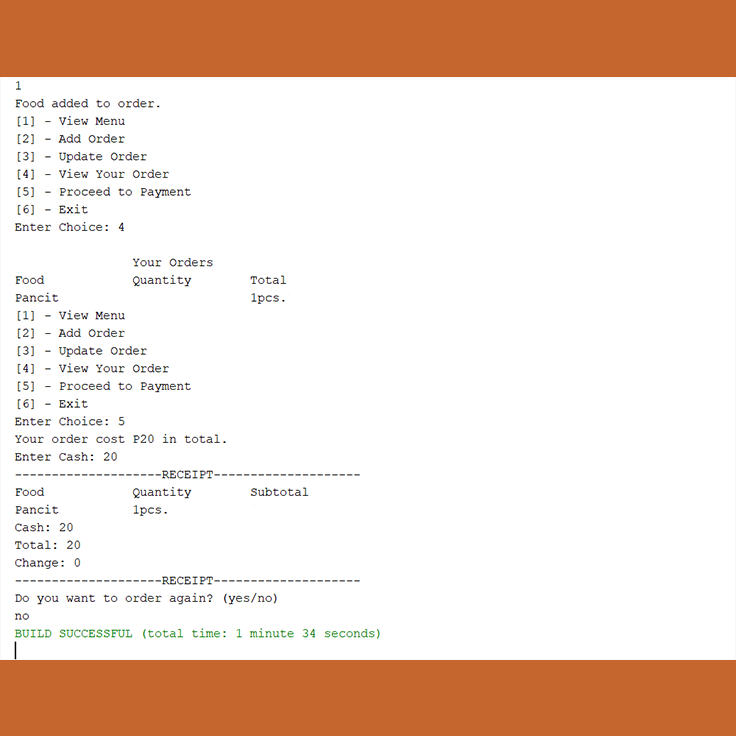 1
Food added to order.
[1] - View Menu
[2] - Add Order
[3] - Update Order
[4] - View Your Order
[5] - Proceed to Payment
[6] - Exit
Enter Choice: 4
Your Orders
Food Quantity Total
Pancit 1pcs.
[1] - View Menu
[2] - Add Order
[3] - Update Order
[4] - View Your Order
[5] - Proceed to Payment
[6] - Exit
Enter Choice: 5
Your order cost P20 in total.
Enter Cash: 20
--------------------RECEIPT--------------------
Food Quantity Subtotal
Pancit 1pcs.
Cash: 20
Total: 20
Change: 0
--------------------RECEIPT--------------------
Do you want to order again? (yes/no)
no
BUILD SUCCESSFUL (total time: 1 minute 34 seconds)